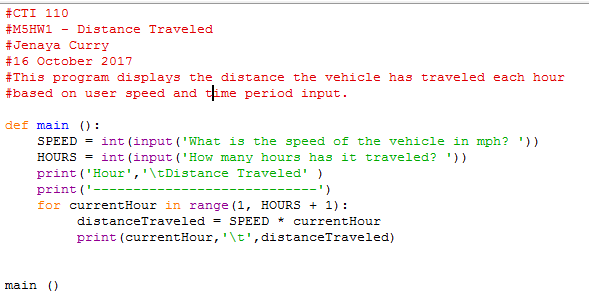 #CTI 110
#M5HW1 - Distance Traveled
#Jenaya Curry
#16 October 2017
#This program displays the distance the vehicle has traveled each hour
#based on user speed and time period input.
def main ():
    SPEED = int(input('What is the speed of the vehicle in mph? '))
    HOURS = int(input('How many hours has it traveled? '))
    print('Hour','\tDistance Traveled' )
    print('----------------------------')
    for currentHour in range(1, HOURS + 1):
         distanceTraveled = SPEED * currentHour
         print(currentHour,'\t',distanceTraveled)
main ()